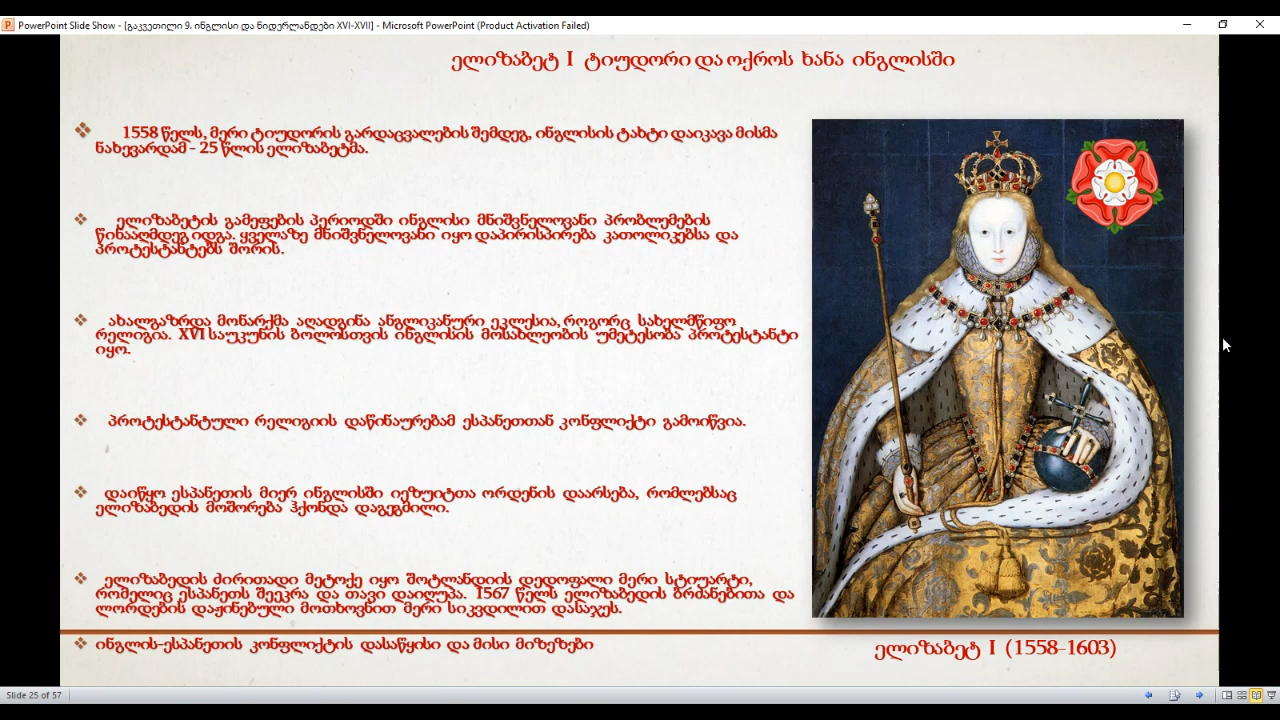 PowerPoint Slide Show - [გაკვეთილი 9. ინგლისი და ნიდერლანდები XVI-XVII] - Microsoft PowerPoint (Product Activation Failed)
ელიზაბეტ I ტიუდორი და ოქროს ხანა ინგლისში
1558 წელს, მერი ტიუდორის გარდაცვალების შემდეგ, ინგლისის ტახტი დაიკავა მისმა
ნახევარდამ - 25 წლის ელიზაბეტმა.
ელიზაბეტის გამეფების პერიოდში ინგლისი მნიშვნელოვანი პრობლემების
წინააღმდეგ იდგა. ყველაზე მნიშვნელოვანი იყო დაპირისპირება კათოლიკებსა და
პროტესტანტებს შორის.
ახალგაზრდა მონარქმა აღადგინა ანგლიკანური ეკლესია, როგორც სახელმწიფო
რელიგია. XVI საუკუნის ბოლოსთვის ინგლისის მოსახლეობის უმეტესობა პროტესტანტი
იყო.
პროტესტანტული რელიგიის დაწინაურებამ ესპანეთთან კონფლიქტი გამოიწვია.
დაიწყო ესპანეთის მიერ ინგლისში იეზუიტთა ორდენის დაარსება, რომლებსაც
ელიზაბედის მოშორება ჰქონდა დაგეგმილი.
ელიზაბედის ძირითადი მეტოქე იყო შოტლანდიის დედოფალი მერი სტიუარტი,
რომელიც ესპანეთს შეეკრა და თავი დაიღუპა. 1567 წელს ელიზაბედის ბრძანებითა და
ლორდების დაჟინებული მოთხოვნით მერი სიკვდილით დასაჯეს.
ინგლის-ესპანეთის კონფლიქტის დასაწყისი და მისი მიზეზები
ელიზაბეტ I (1558-1603)
Slide 25 of 57